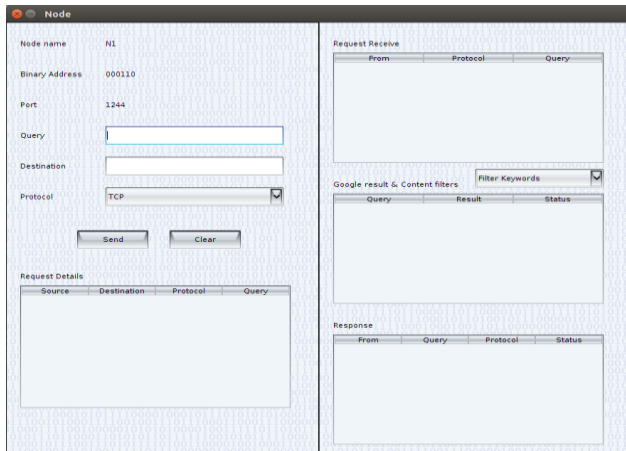 Node
Node name N1
Binary Address 000110
Port 1244
Query
Destination
Protocol TCP
Send Clear
Request Details
Source Destination Protocol Query
Request Receive
From Protocol Query
Google result & Content filters Filter Keywords
Query Result Status
Response
From Query Protocol Status